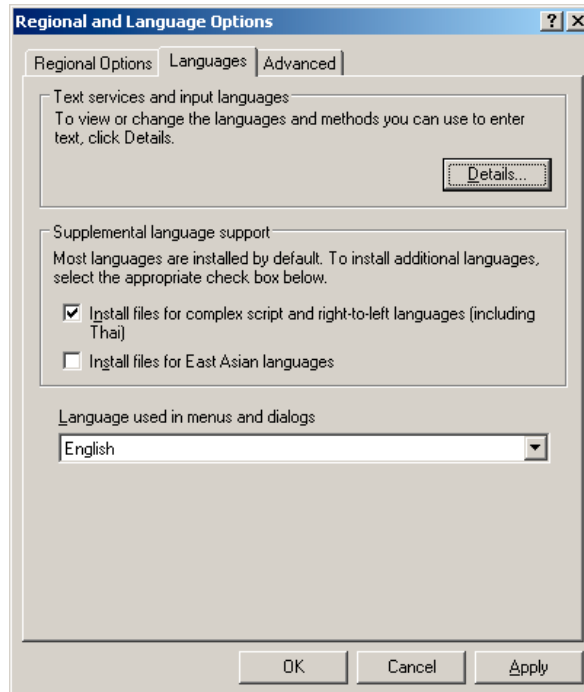 Regional and Language Options
Regional Options Languages Advanced
Text services and input languages
To view or change the languages and methods you can use to enter
text, click Details.
Details...
Supplemental language support
Most languages are installed by default. To install additional languages,
select the appropriate check box below.
Install files for complex script and right-to-left languages (including
Thai)
Install files for East Asian languages
Language used in menus and dialogs
English
OK Cancel Apply